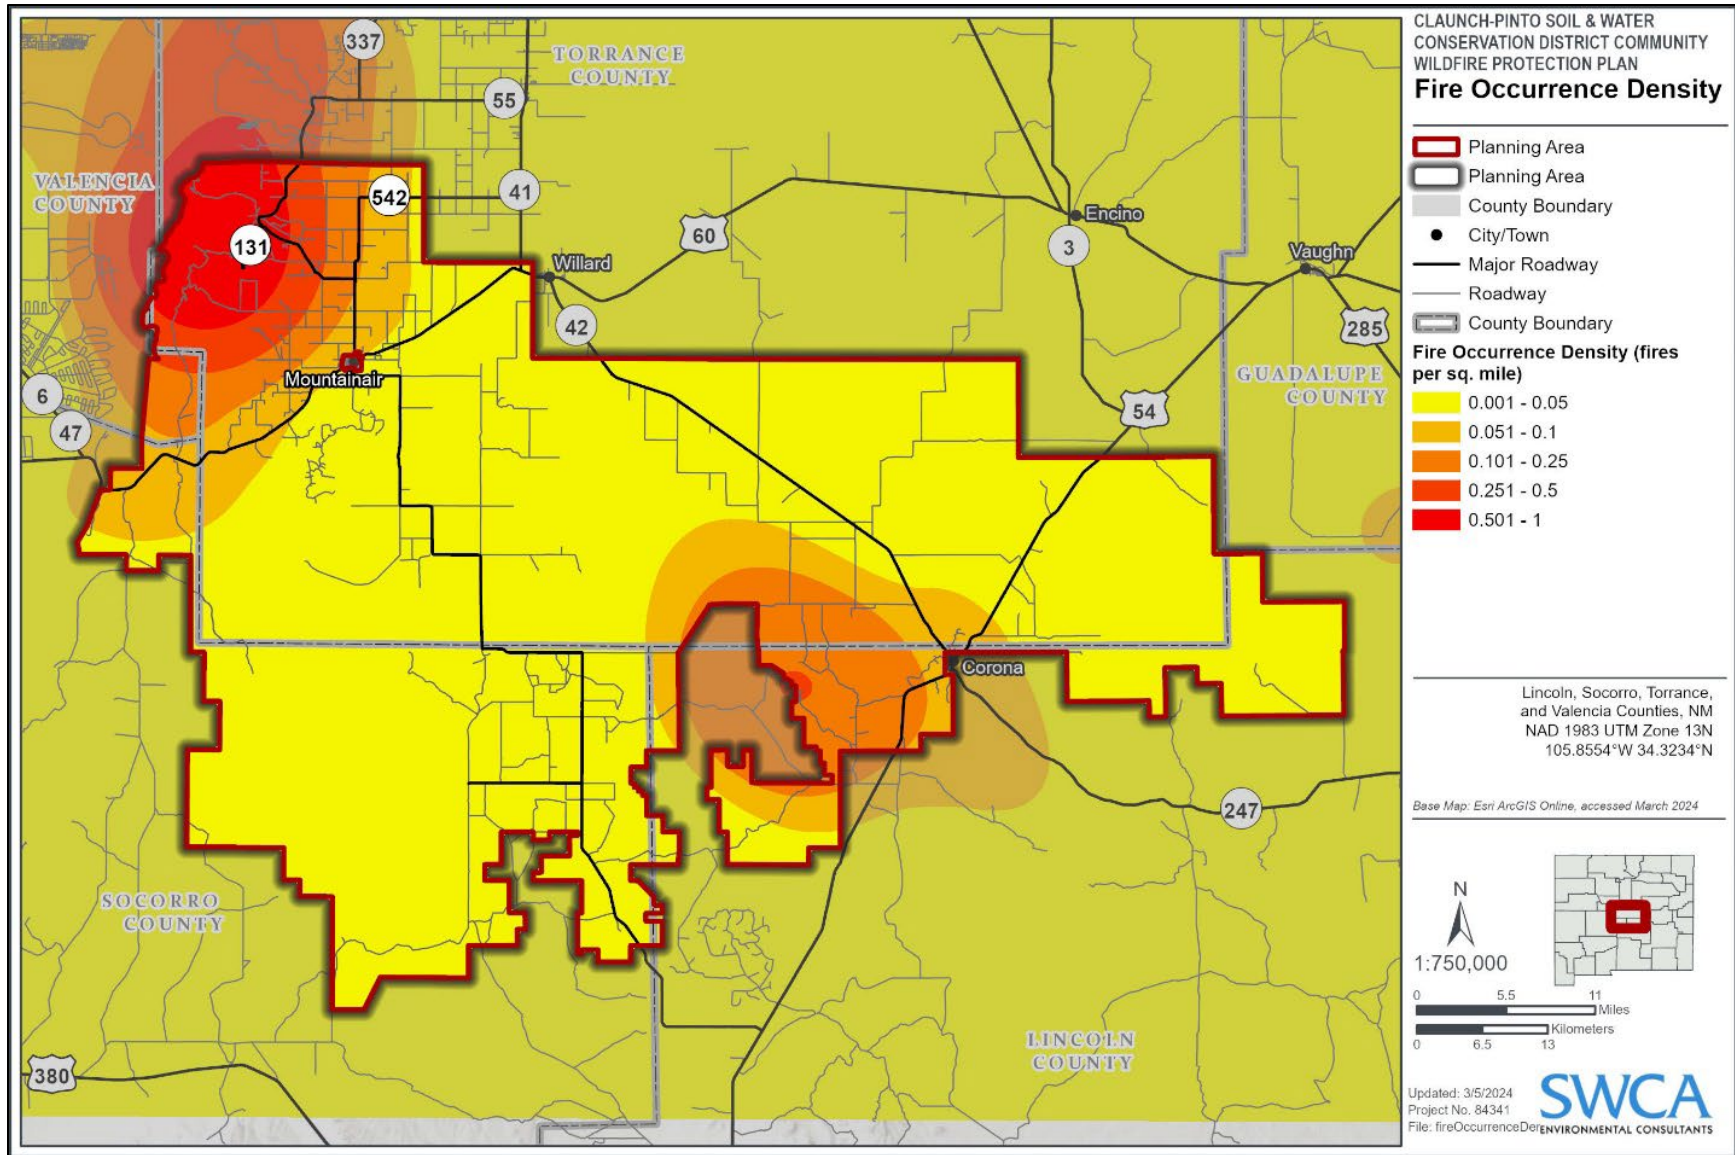 337
TORRANCE
COUNTY
55
VALENCIA
COUNTY
542
41
131
60
Encino
3
Vaughn
Willard
42
285
Mountainair
GUADALUPE
COUNTY
6
54
47
Corona
247
SOCORRO
COUNTY
LINCOLN
COUNTY
380
CLAUNCH-PINTO SOIL & WATER
CONSERVATION DISTRICT COMMUNITY
WILDFIRE PROTECTION PLAN
Fire Occurrence Density
Planning Area
Planning Area
County Boundary
City/Town
Major Roadway
Roadway
County Boundary
Fire Occurrence Density (fires
per sq. mile)
0.001 - 0.05
0.051 - 0.1
0.101 - 0.25
0.251 - 0.5
0.501 - 1
Lincoln, Socorro, Torrance,
and Valencia Counties, NM
NAD 1983 UTM Zone 13N
105.8554°W 34.3234°N
Base Map: Esri ArcGIS Online, accessed March 2024
N
1:750,000
0 5.5 11
Miles
Kilometers
0 6.5 13
Updated: 3/5/2024
Project No. 84341
File: fireOccurrenceDen
SWCA
ENVIRONMENTAL CONSULTANTS